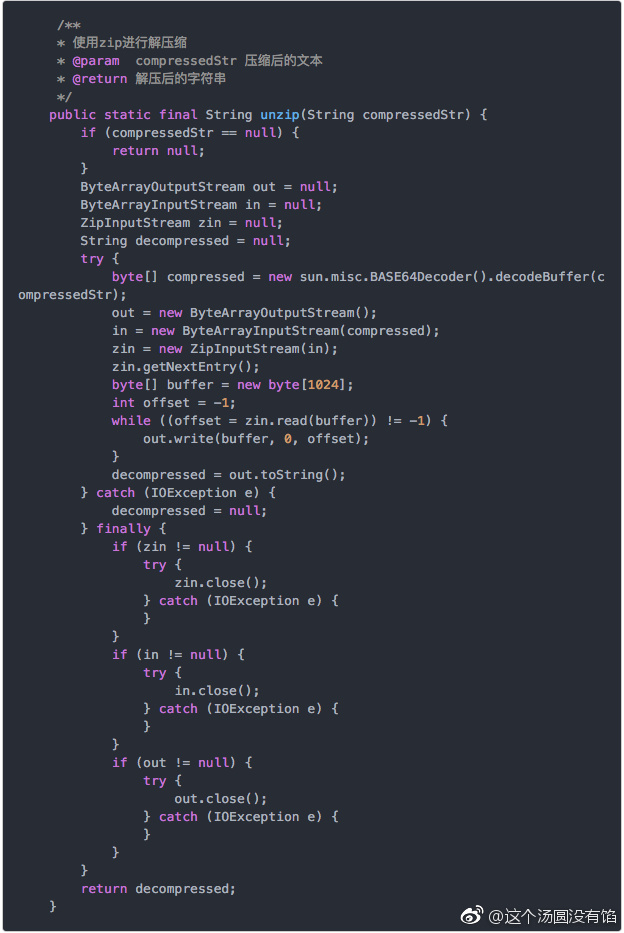 /**
* 使用zip进行解压缩
* @param  compressedStr 压缩后的文本
* @return 解压后的字符串
*/
public static final String unzip(String compressedStr) {
if (compressedStr == null) {
return null;
}
ByteArrayOutputStream out = null;
ByteArrayInputStream in = null;
ZipInputStream zin = null;
String decompressed = null;
try {
byte[] compressed = new sun.misc.BASE64Decoder().decodeBuffer(c
ompressedStr);
out = new ByteArrayOutputStream();
in = new ByteArrayInputStream(compressed);
zin = new ZipInputStream(in);
zin.getNextEntry();
byte[] buffer = new byte[1024];
int offset = -1;
while ((offset = zin.read(buffer)) != -1) {
out.write(buffer, 0, offset);
}
decompressed = out.toString();
} catch (IOException e) {
decompressed = null;
} finally {
if (zin != null) {
try {
zin.close();
} catch (IOException e) {
}
}
if (in != null) {
try {
in.close();
} catch (IOException e) {
}
}
if (out != null) {
try {
out.close();
} catch (IOException e) {
}
}
}
return decompressed;
}
@这个汤圆没有馅